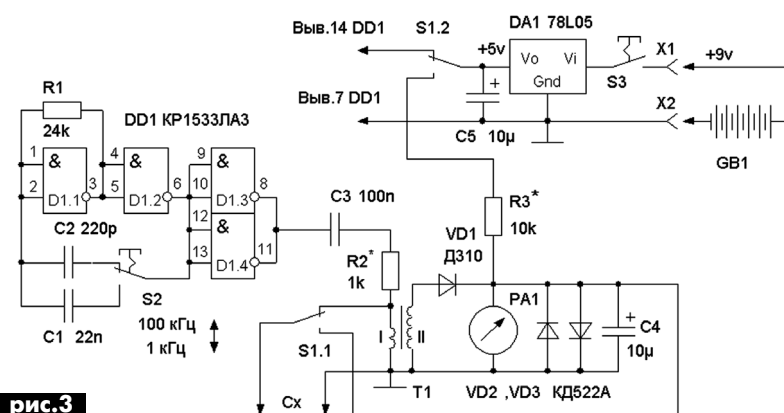 Выв.14 DD1
S1.2
DA1 78L05
+5v
Vo
Vi
Gnd
X1
+9v
S3
Выв.7 DD1
C5
+
10µ
X2
GB1
R1
24k
DD1 КР1533ЛА3
1
2
&
D1.1
3
4
5
&
D1.2
6
9
10
&
D1.3
8
12
13
&
D1.4
11
C2 220p
C1 22n
S2
100 кГц
1 кГц
C3 100n
R2*
1k
VD1
Д310
R3*
10k
PA1
C4
+
10µ
I
II
S1.1
T1
VD2 ,VD3 КД522А
Cx
рис.3